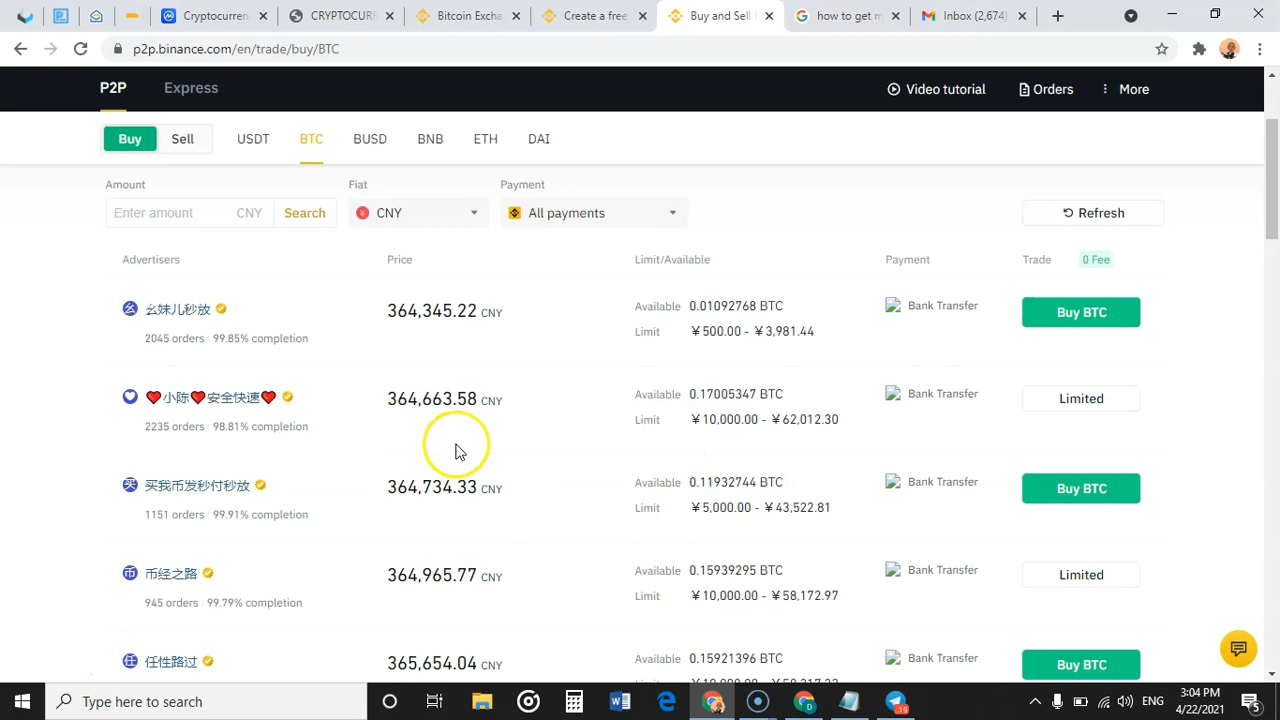 Cryptocurren
CRYPTOCURR
Bitcoin Excha
Create a free
Buy and Sell
how to get m
Inbox (2,674)
p2p.binance.com/en/trade/buy/BTC
P2P Express Video tutorial Orders More
Buy Sell USDT BTC BUSD BNB ETH DAI
Amount Fiat Payment
Enter amount CNY Search CNY All payments Refresh
Advertisers Price Limit/Available Payment Trade 0 Fee
幺妹儿秒放 364,345.22 CNY Available 0.01092768 BTC Bank Transfer Buy BTC
2045 orders 99.85% completion Limit ¥500.00 - ¥3,981.44
❤小陈❤安全快速❤ 364,663.58 CNY Available 0.17005347 BTC Bank Transfer Limited
2235 orders 98.81% completion Limit ¥10,000.00 - ¥62,012.30
买我币发秒付秒放 364,734.33 CNY Available 0.11932744 BTC Bank Transfer Buy BTC
1151 orders 99.91% completion Limit ¥5,000.00 - ¥43,522.81
币经之路 364,965.77 CNY Available 0.15939295 BTC Bank Transfer Limited
945 orders 99.79% completion Limit ¥10,000.00 - ¥58,172.97
任性路过 365,654.04 CNY Available 0.15921396 BTC Bank Transfer Buy BTC
Type here to search
19
ENG
3:04 PM
4/22/2021
5